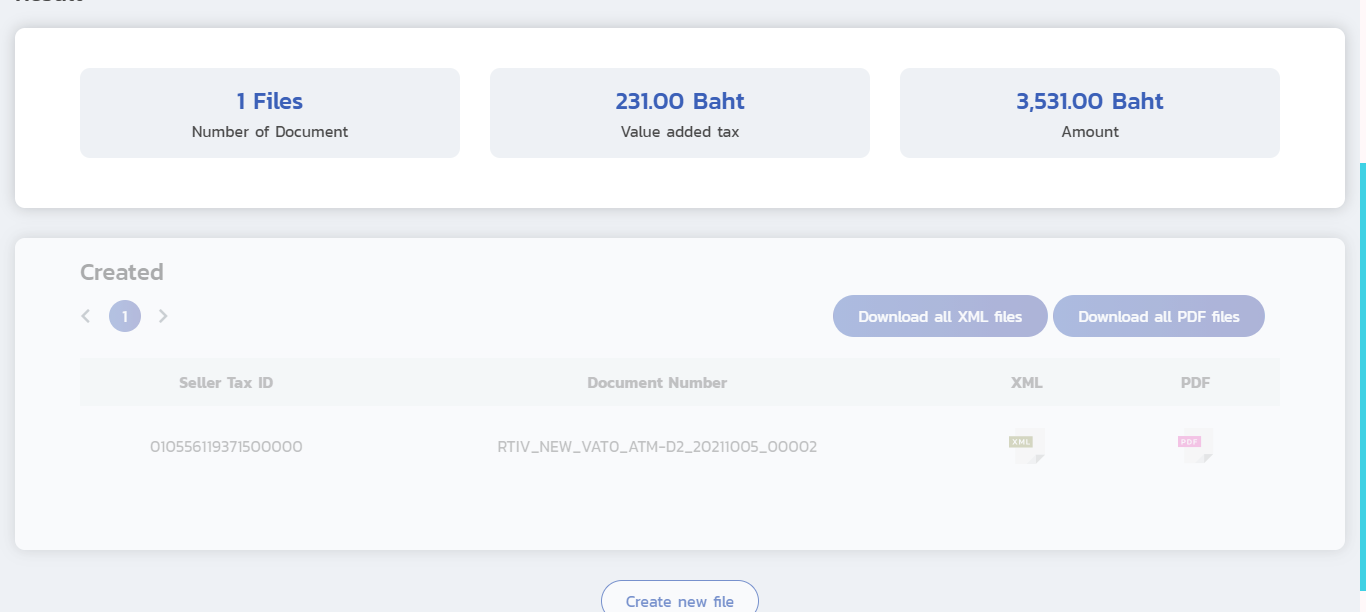 1 Files
Number of Document
231.00 Baht
Value added tax
3,531.00 Baht
Amount
Created
1
Download all XML files
Download all PDF files
Seller Tax ID
Document Number
XML
PDF
010556119371500000
RTIV_NEW_VAT0_ATM-D2_20211005_00002
XML
PDF
Create new file